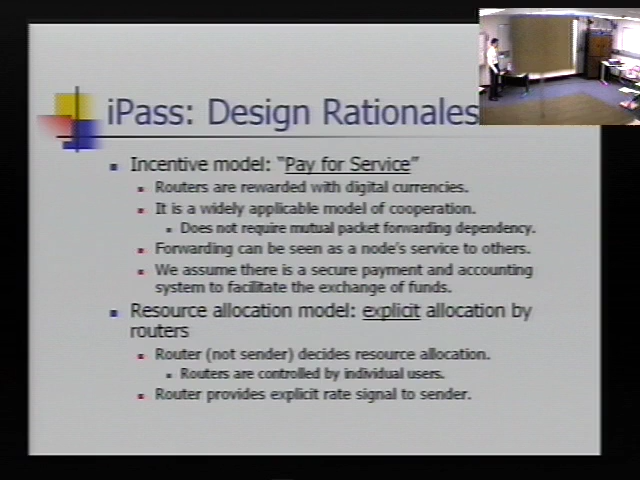 iPass: Design Rationales
Incentive model: "Pay for Service"
Routers are rewarded with digital currencies.
It is a widely applicable model of cooperation.
Does not require mutual packet forwarding dependency.
Forwarding can be seen as a node's service to others.
We assume there is a secure payment and accounting
system to facilitate the exchange of funds.
Resource allocation model: explicit allocation by
routers
Router (not sender) decides resource allocation.
Routers are controlled by individual users.
Router provides explicit rate signal to sender.